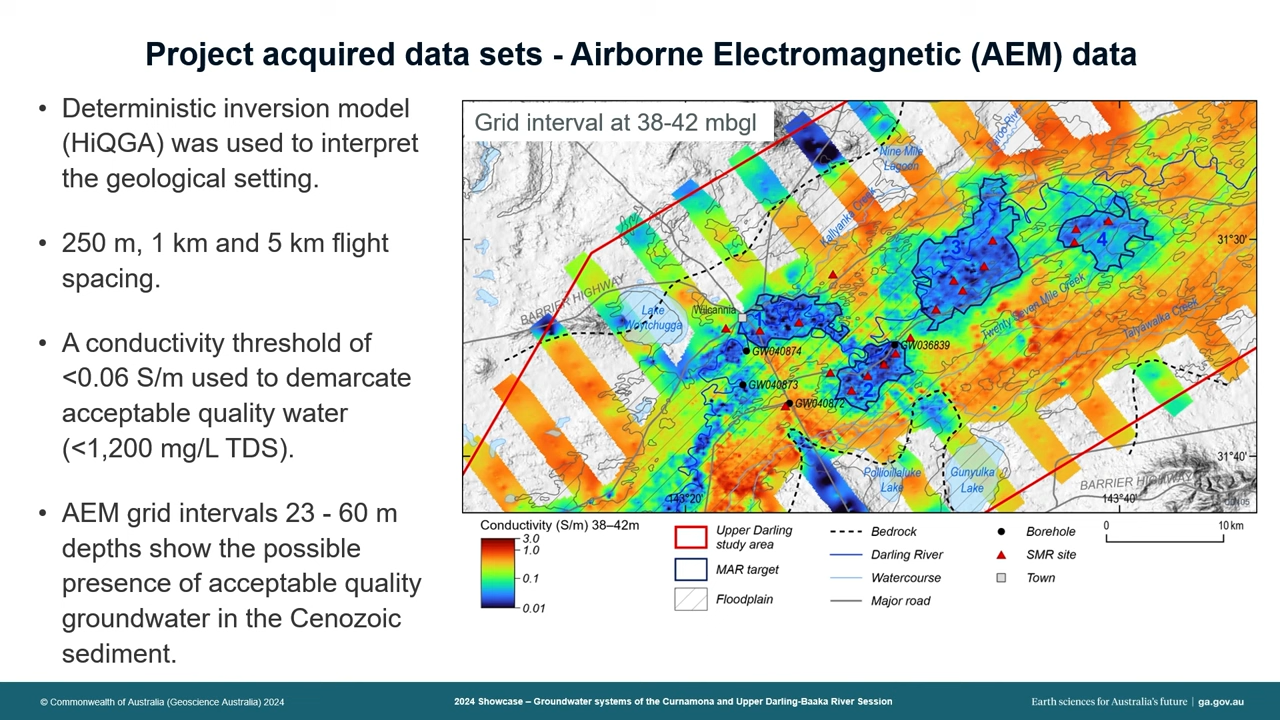 Project acquired data sets - Airborne Electromagnetic (AEM) data
• Deterministic inversion model
(HiQGA) was used to interpret
the geological setting.
• 250 m, 1 km and 5 km flight
spacing.
• A conductivity threshold of
<0.06 S/m used to demarcate
acceptable quality water
(<1,200 mg/L TDS).
• AEM grid intervals 23 - 60 m
depths show the possible
presence of acceptable quality
groundwater in the Cenozoic
sediment.
Grid interval at 38-42 mbgl
Paroo River
Nine Mile
Lagoon
Kallyanka Creek
31°30'
3
4
BARRIER HIGHWAY
Lake
Woytchugga
Wilcannia
1
Twenty Seven Mile Creek
Talyawalka Creek
GW036839
GW040874
GW040873
GW040872
31°40'
Poilioillaluke
Lake
Gunyulka
Lake
BARRIER HIGHWAY
143°20'
143°40'
Conductivity (S/m) 38–42m
3.0
1.0
0.1
0.01
Upper Darling
study area
MAR target
Floodplain
Bedrock
Darling River
Watercourse
Major road
Borehole
SMR site
Town
0
10 km
© Commonwealth of Australia (Geoscience Australia) 2024
2024 Showcase – Groundwater systems of the Curnamona and Upper Darling-Baaka River Session
Earth sciences for Australia's future | ga.gov.au